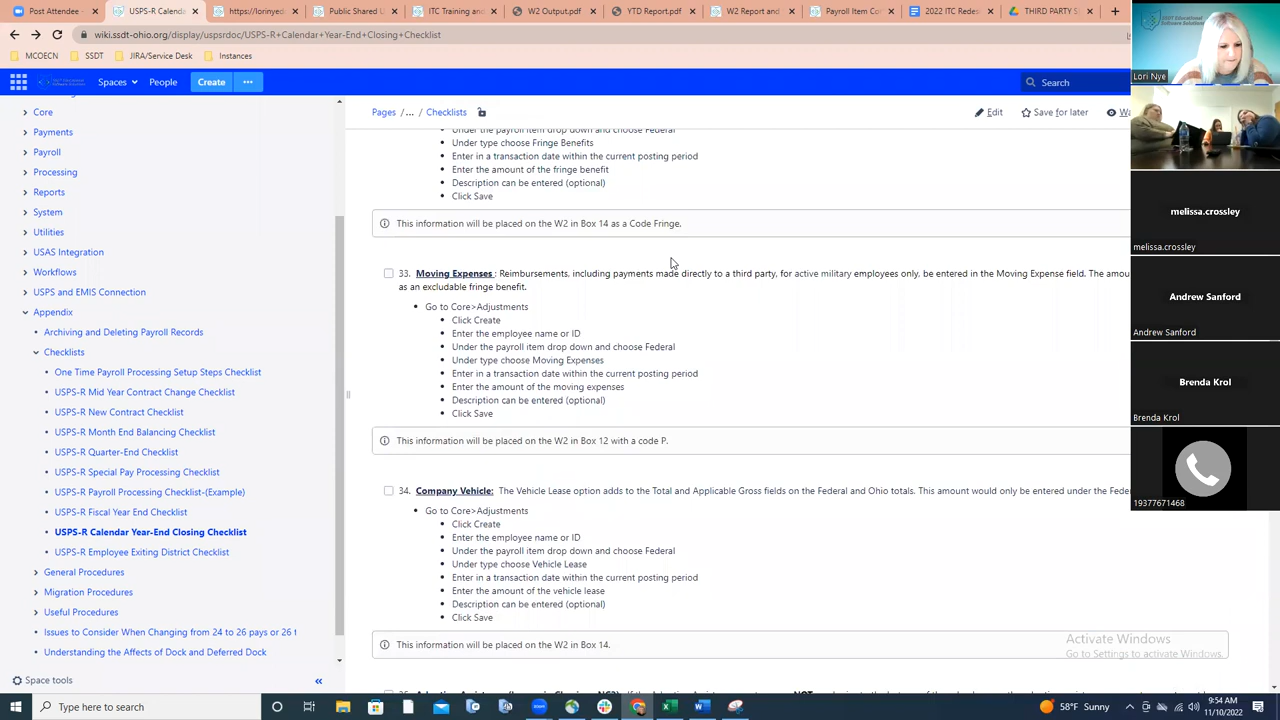 Post Attende
USPS-R Calend
https://loriyed
Public Shared U
ITC Training and
W2 Output.pdf
YTD Report.pdf
W2 Report and
Payroll Item Co
2022 ITC Redes
THIRD PARTY S
wiki.ssdt-ohio.org/display/uspsrdoc/USPS-R+Calendar+Year-End+Closing+Checklist
MCOECN
SSDT
JIRA/Service Desk
Instances
Spaces
People
Create
Search
Core
Payments
Payroll
Processing
Reports
System
Utilities
USAS Integration
Workflows
USPS and EMIS Connection
Appendix
Archiving and Deleting Payroll Records
Checklists
One Time Payroll Processing Setup Steps Checklist
USPS-R Mid Year Contract Change Checklist
USPS-R New Contract Checklist
USPS-R Month End Balancing Checklist
USPS-R Quarter-End Checklist
USPS-R Special Pay Processing Checklist
USPS-R Payroll Processing Checklist-(Example)
USPS-R Fiscal Year End Checklist
USPS-R Calendar Year-End Closing Checklist
USPS-R Employee Exiting District Checklist
General Procedures
Migration Procedures
Useful Procedures
Issues to Consider When Changing from 24 to 26 pays or 26 t
Understanding the Affects of Dock and Deferred Dock
Space tools
Pages / ... / Checklists
Edit
Save for later
Wa
Under the payroll item drop down and choose Federal
Under type choose Fringe Benefits
Enter in a transaction date within the current posting period
Enter the amount of the fringe benefit
Description can be entered (optional)
Click Save
This information will be placed on the W2 in Box 14 as a Code Fringe.
33. Moving Expenses : Reimbursements, including payments made directly to a third party, for active military employees only, be entered in the Moving Expense field. The amou
as an excludable fringe benefit.
Go to Core>Adjustments
Click Create
Enter the employee name or ID
Under the payroll item drop down and choose Federal
Under type choose Moving Expenses
Enter in a transaction date within the current posting period
Enter the amount of the moving expenses
Description can be entered (optional)
Click Save
This information will be placed on the W2 in Box 12 with a code P.
34. Company Vehicle: The Vehicle Lease option adds to the Total and Applicable Gross fields on the Federal and Ohio totals. This amount would only be entered under the Fede
Go to Core>Adjustments
Click Create
Enter the employee name or ID
Under the payroll item drop down and choose Federal
Under type choose Vehicle Lease
Enter in a transaction date within the current posting period
Enter the amount of the vehicle lease
Description can be entered (optional)
Click Save
This information will be placed on the W2 in Box 14.
Activate Windows
Go to Settings to activate Windows.
SSDT Educational
Software Solutions
Lori Nye
melissa.crossley
melissa.crossley
Andrew Sanford
Andrew Sanford
Brenda Krol
Brenda Krol
19377671468
Type here to search
58°F Sunny
9:54 AM
11/10/2022